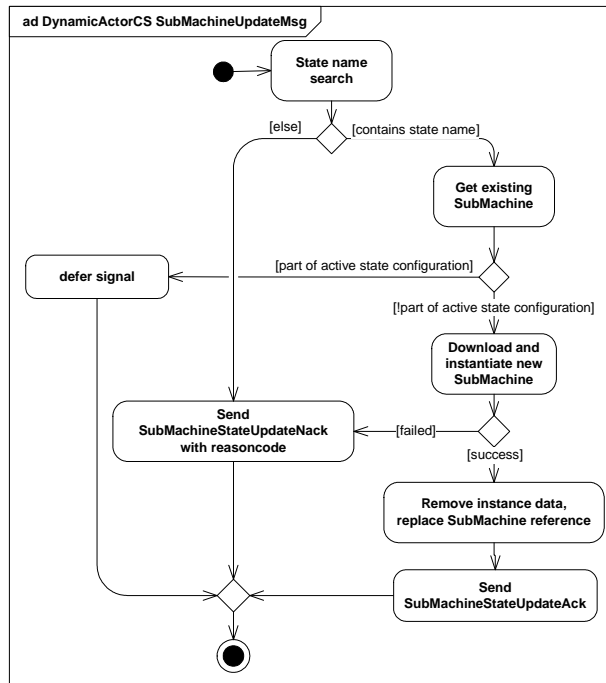 ad DynamicActorCS SubMachineUpdateMsg
State name
search
[else]
[contains state name]
Get existing
SubMachine
[part of active state configuration]
defer signal
[!part of active state configuration]
Download and
instantiate new
SubMachine
Send
SubMachineStateUpdateNack
with reasoncode
[failed]
[success]
Remove instance data,
replace SubMachine reference
Send
SubMachineStateUpdateAck